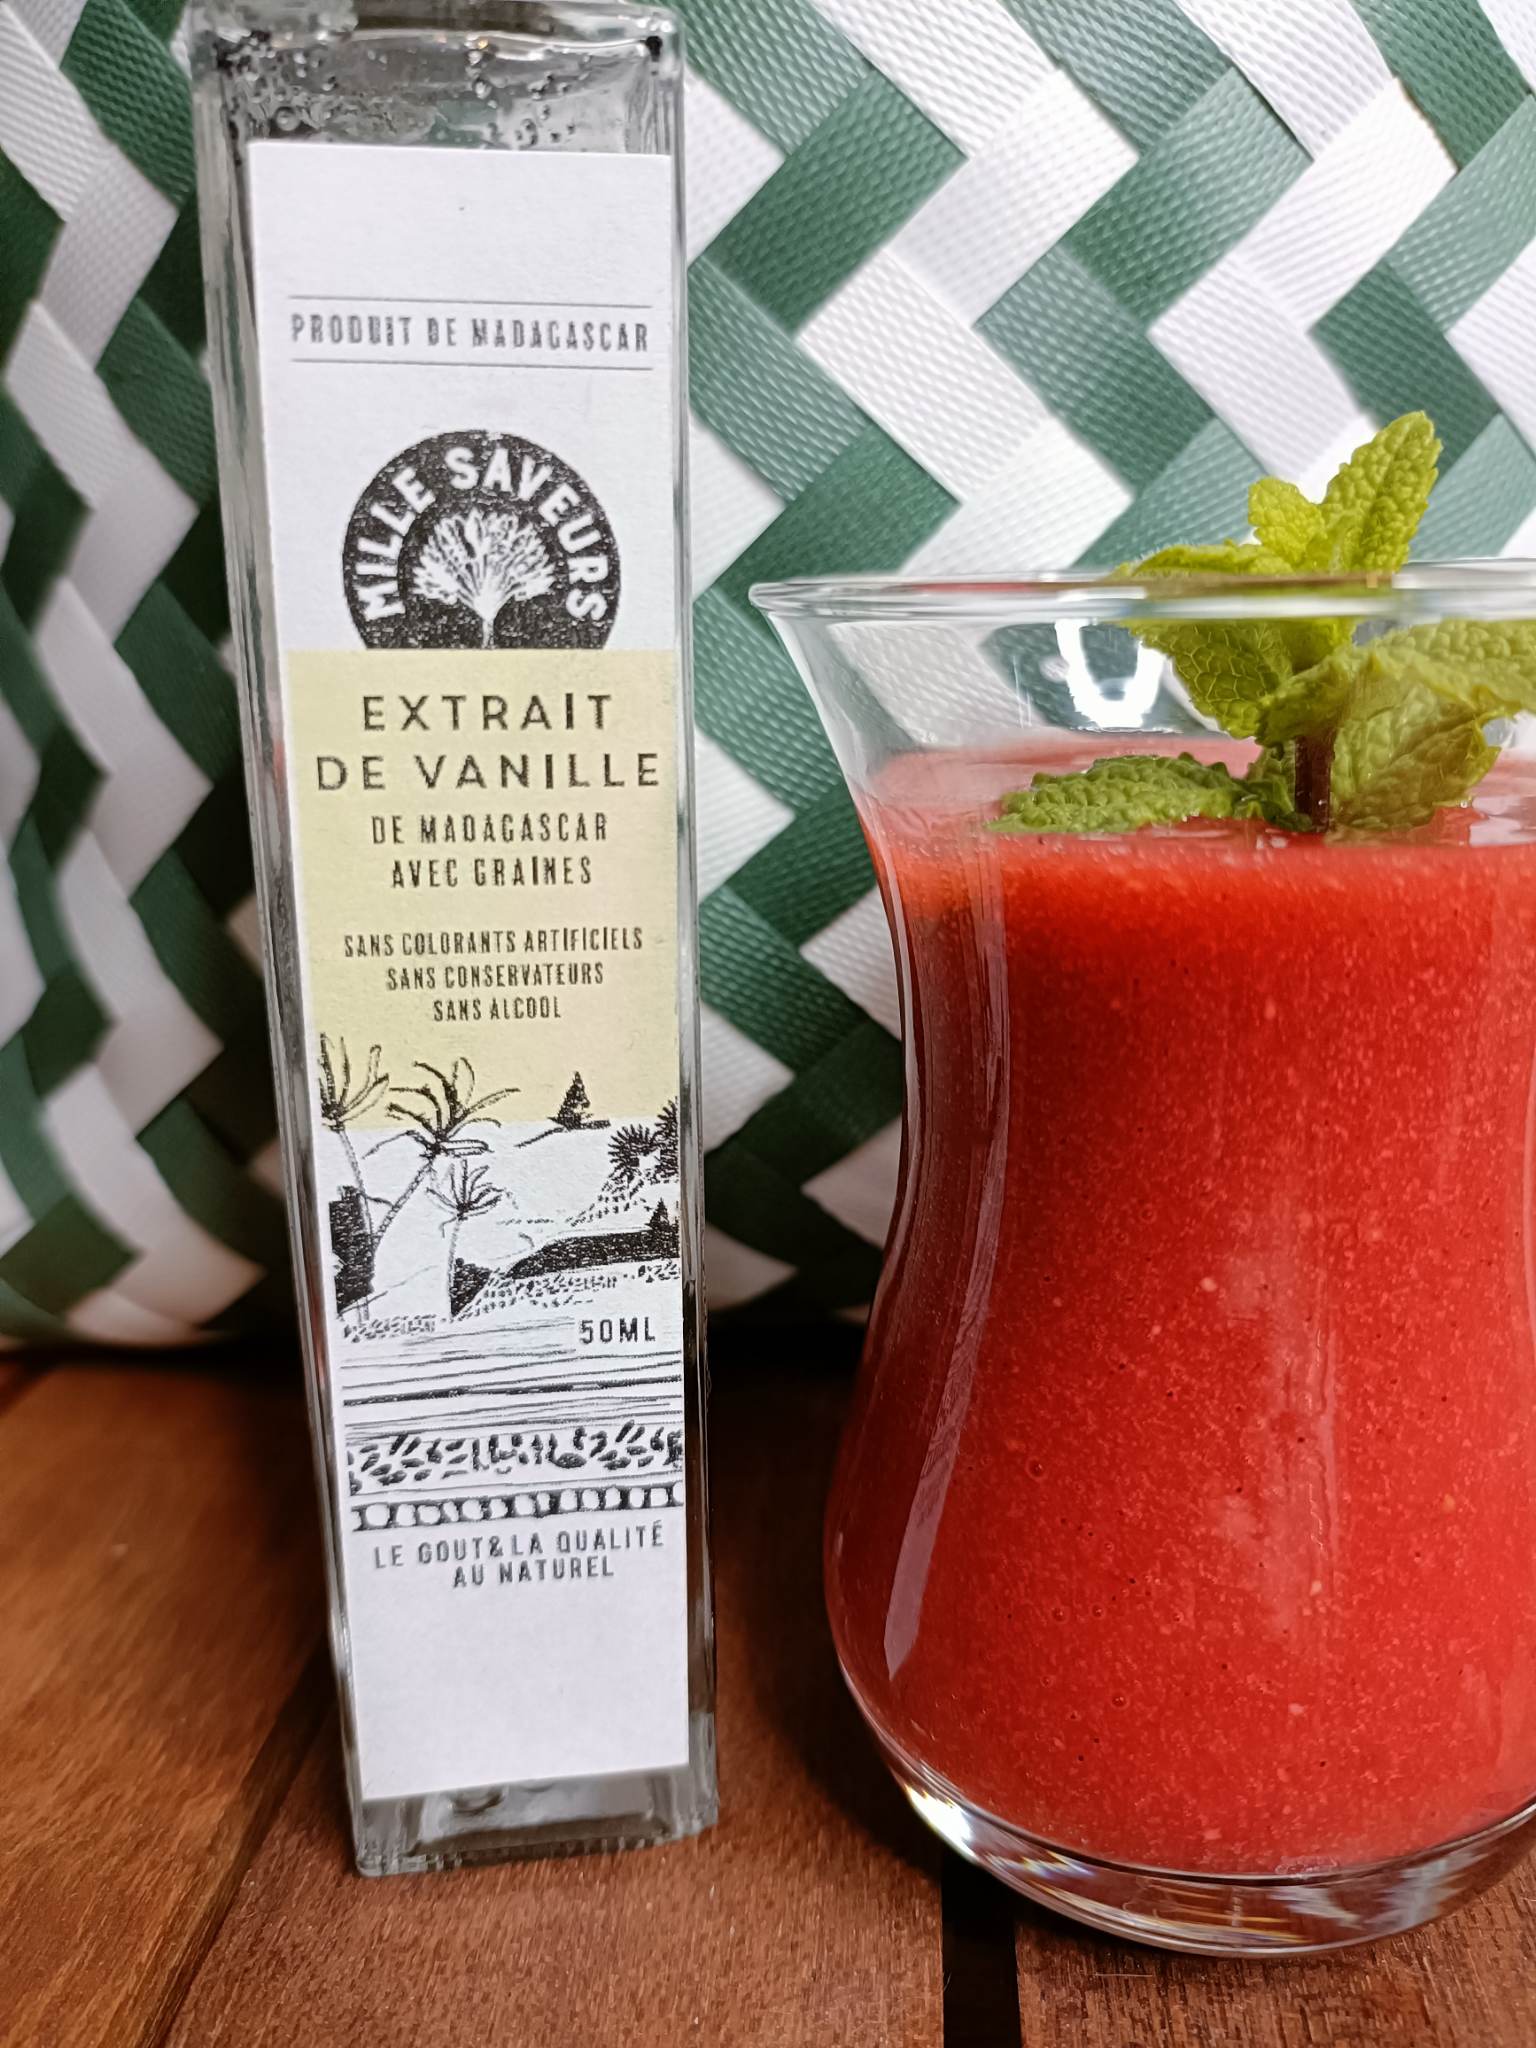 PRODUIT DE MADAGASCAR
MILLE SAVEURS
EXTRAIT
DE VANILLE
DE MADAGASCAR
AVEC GRAINES
SANS COLORANTS ARTIFICIELS
SANS CONSERVATEURS
SANS ALCOOL
50ML
LE GOUT & LA QUALITÉ
AU NATUREL